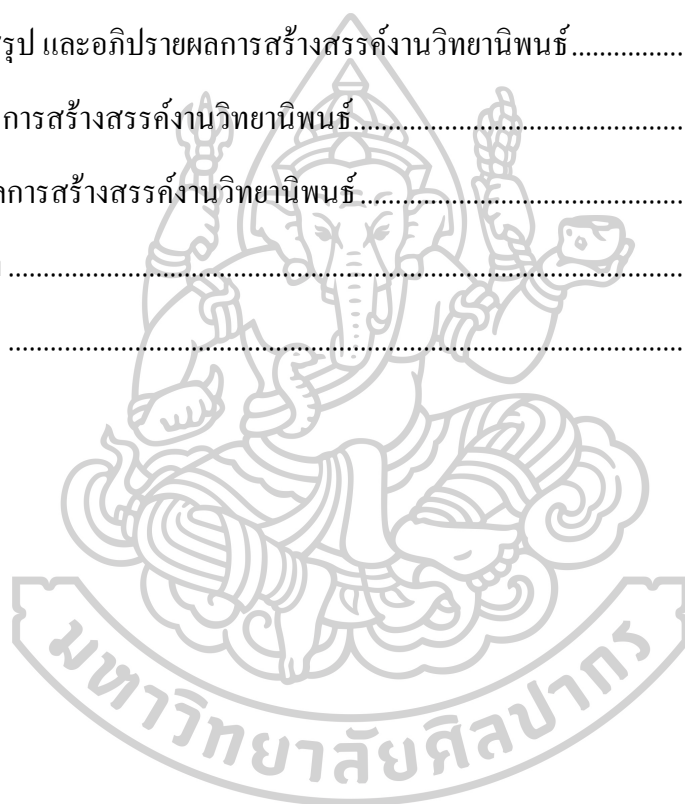 สรุป และอภิปรายผลการสร้างสรรค์งานวิทยานิพนธ์................
การสร้างสรรค์งานวิทยานิพนธ์................................................
การสร้างสรรค์งานวิทยานิพนธ์...............................................
....................................................................................................
....................................................................................................
มหาวิทยาลัยศิลปากร